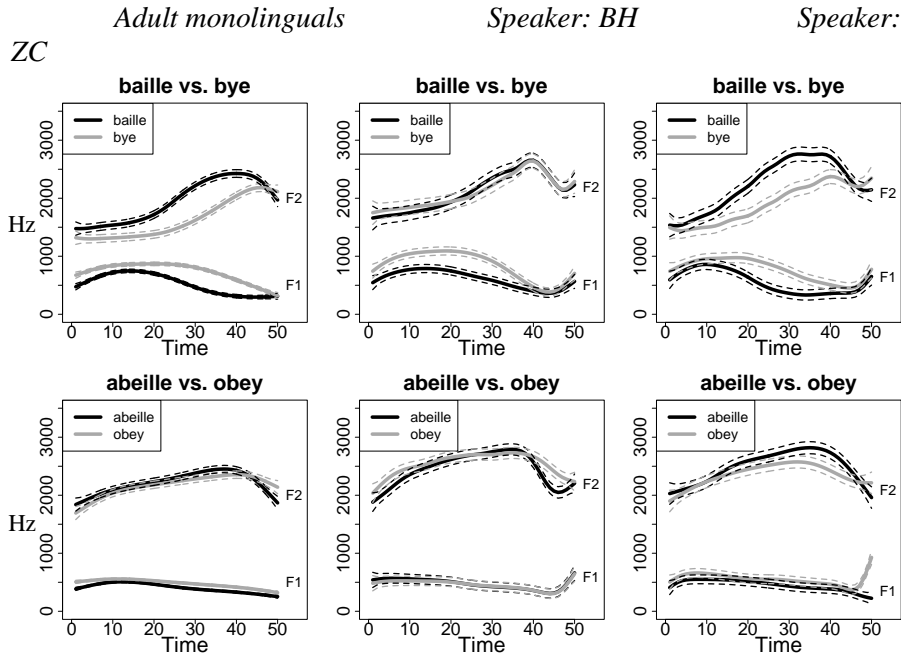 Adult monolinguals Speaker: BH Speaker:
ZC
baille vs. bye baille vs. bye baille vs. bye
baille baille baille
bye bye bye
3000 3000 3000
2000 2000 2000
1000 1000 1000
0 0 0
Hz
F2 F2 F2
F1 F1 F1
0 10 20 30 40 50 0 10 20 30 40 50 0 10 20 30 40 50
Time Time Time
abeille vs. obey abeille vs. obey abeille vs. obey
abeille abeille abeille
obey obey obey
3000 3000 3000
2000 2000 2000
1000 1000 1000
0 0 0
Hz
F2 F2 F2
F1 F1 F1
0 10 20 30 40 50 0 10 20 30 40 50 0 10 20 30 40 50
Time Time Time